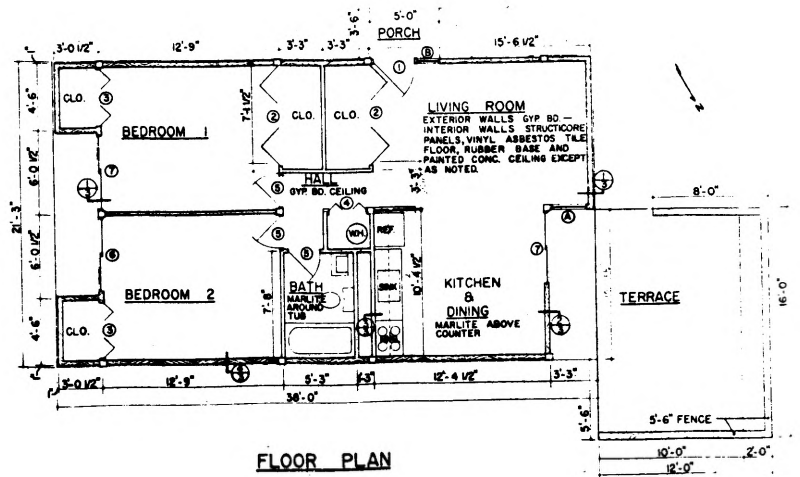 5'-0"
3'-6"
PORCH
3'-0 1/2"
12'-9"
3'-3"
3'-3"
15'-6 1/2"
B
1
4'-6"
CLO.
3
BEDROOM 1
7'-1 1/2"
2
CLO.
CLO.
2
LIVING ROOM
EXTERIOR WALLS GYP BD.—
INTERIOR WALLS STRUCTICORE
PANELS, VINYL ASBESTOS TILE
FLOOR, RUBBER BASE AND
PAINTED CONC. CEILING EXCEPT
AS NOTED.
N
6'-0 1/2"
7
3
HALL
GYP. BD. CEILING
5
3'-3"
3
8'-0"
21'-3"
4
A
5
WH.
REF.
7
6'-0 1/2"
6
BEDROOM 2
5
7'-8"
BATH
MARLITE
AROUND
TUB
SINK
10'-4 1/2"
KITCHEN
&
DINING
MARLITE ABOVE
COUNTER
TERRACE
16'-0"
4'-6"
CLO.
3
3
3'-0 1/2"
12'-9"
5'-3"
12'-4 1/2"
3'-3"
38'-0"
5'-6"
5'-6" FENCE
10'-0"
2'-0"
12'-0"
FLOOR PLAN